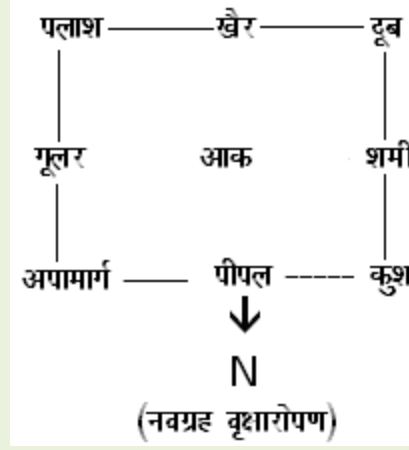 पलाश खैर दूब
गूलर आक शमी
अपामार्ग पीपल कुश
N
(नवग्रह वृक्षारोपण)